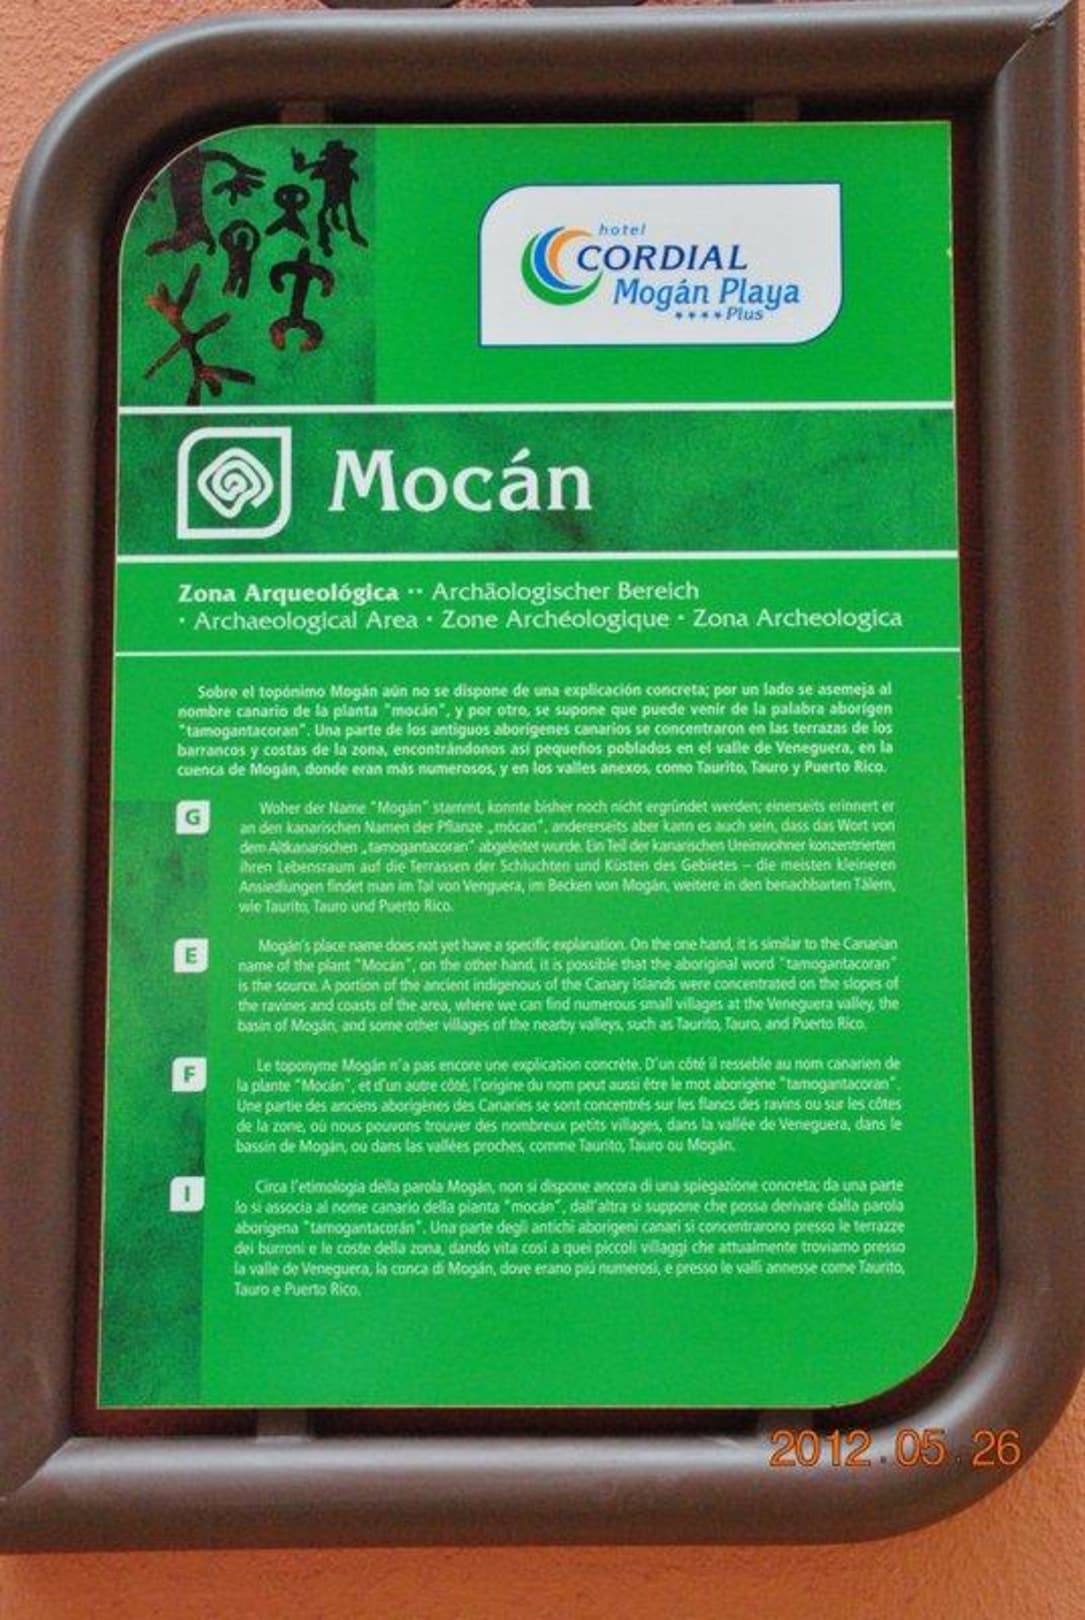 hotel
CORDIAL
Mogán Playa
★★★★ Plus
Mocán
Zona Arqueológica ·· Archäologischer Bereich
· Archaeological Area · Zone Archéologique · Zona Archeologica
Sobre el topónimo Mogán aún no se dispone de una explicación concreta; por un lado se asemeja al
nombre canario de la planta "mocán", y por otro, se supone que puede venir de la palabra aborigen
"tamogantacoran". Una parte de los antiguos aborígenes canarios se concentraron en las terrazas de los
barrancos y costas de la zona, encontrándonos así pequeños poblados en el valle de Veneguera, en la
cuenca de Mogán, donde eran más numerosos, y en los valles anexos, como Taurito, Tauro y Puerto Rico.
G
Woher der Name "Mogán" stammt, konnte bisher noch nicht ergründet werden; einerseits erinnert er
an den kanarischen Namen der Pflanze „mócan", andererseits aber kann es auch sein, dass das Wort von
dem Altkanarischen „tamogantacoran" abgeleitet wurde. Ein Teil der kanarischen Ureinwohner konzentrierten
ihren Lebensraum auf die Terrassen der Schluchten und Küsten des Gebietes – die meisten kleineren
Ansiedlungen findet man im Tal von Venguera, im Becken von Mogán, weitere in den benachbarten Tälern,
wie Taurito, Tauro und Puerto Rico.
E
Mogán's place name does not yet have a specific explanation. On the one hand, it is similar to the Canarian
name of the plant "Mocán", on the other hand, it is possible that the aboriginal word "tamogantacoran"
is the source. A portion of the ancient indigenous of the Canary Islands were concentrated on the slopes of
the ravines and coasts of the area, where we can find numerous small villages at the Veneguera valley, the
basin of Mogán, and some other villages of the nearby valleys, such as Taurito, Tauro, and Puerto Rico.
F
Le toponyme Mogán n'a pas encore une explication concrète. D'un côté il resseble au nom canarien de
la plante "Mocán", et d'un autre côté, l'origine du nom peut aussi être le mot aborigène "tamogantacoran".
Une partie des anciens aborigènes des Canaries se sont concentrés sur les flancs des ravins ou sur les côtes
de la zone, où nous pouvons trouver des nombreux petits villages, dans la vallée de Veneguera, dans le
bassin de Mogán, ou dans las vallées proches, comme Taurito, Tauro ou Mogán.
I
Circa l'etimologia della parola Mogán, non si dispone ancora di una spiegazione concreta; da una parte
lo si associa al nome canario della pianta "mocán", dall'altra si suppone che possa derivare dalla parola
aborigena "tamogantacorán". Una parte degli antichi aborigeni canari si concentrarono presso le terrazze
dei burroni e le coste della zona, dando vita così a quei piccoli villaggi che attualmente troviamo presso
la valle de Veneguera, la conca di Mogán, dove erano più numerosi, e presso le valli annesse come Taurito,
Tauro e Puerto Rico.
2012.05.26